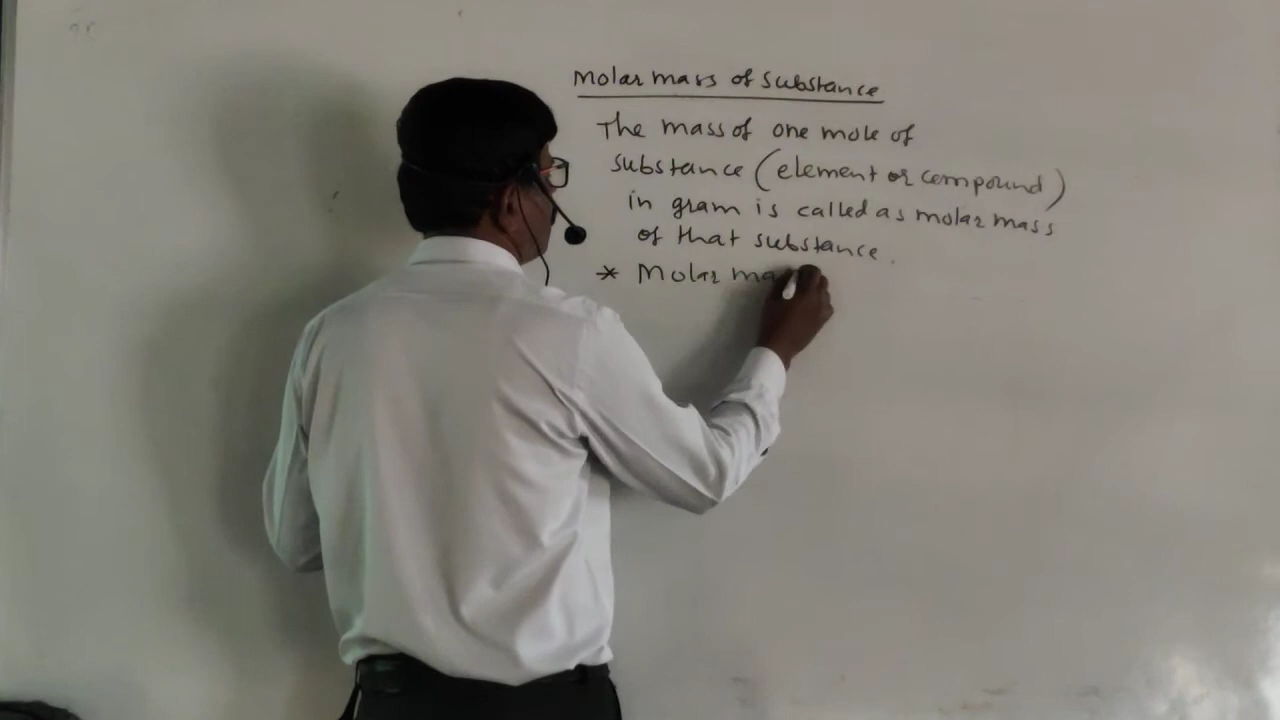 Molar mass of substance
The mass of one mole of
substance (element or compound)
in gram is called as molar mass
of that substance.
* Molar ma